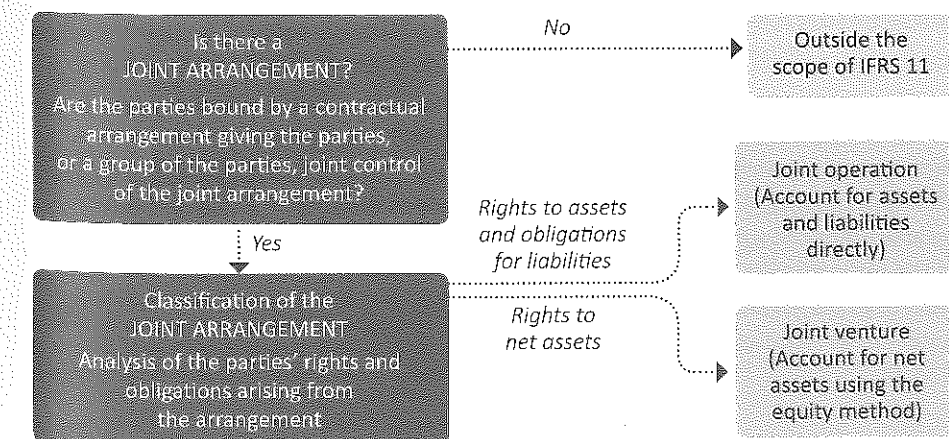 Is there a
JOINT ARRANGEMENT?
Are the parties bound by a contractual
arrangement giving the parties,
or a group of the parties, joint control
of the joint arrangement?
No
Outside the
scope of IFRS 11
Yes
Classification of the
JOINT ARRANGEMENT
Analysis of the parties' rights and
obligations arising from
the arrangement
Rights to assets
and obligations
for liabilities
Joint operation
(Account for assets
and liabilities
directly)
Rights to
net assets
Joint venture
(Account for net
assets using the
equity method)